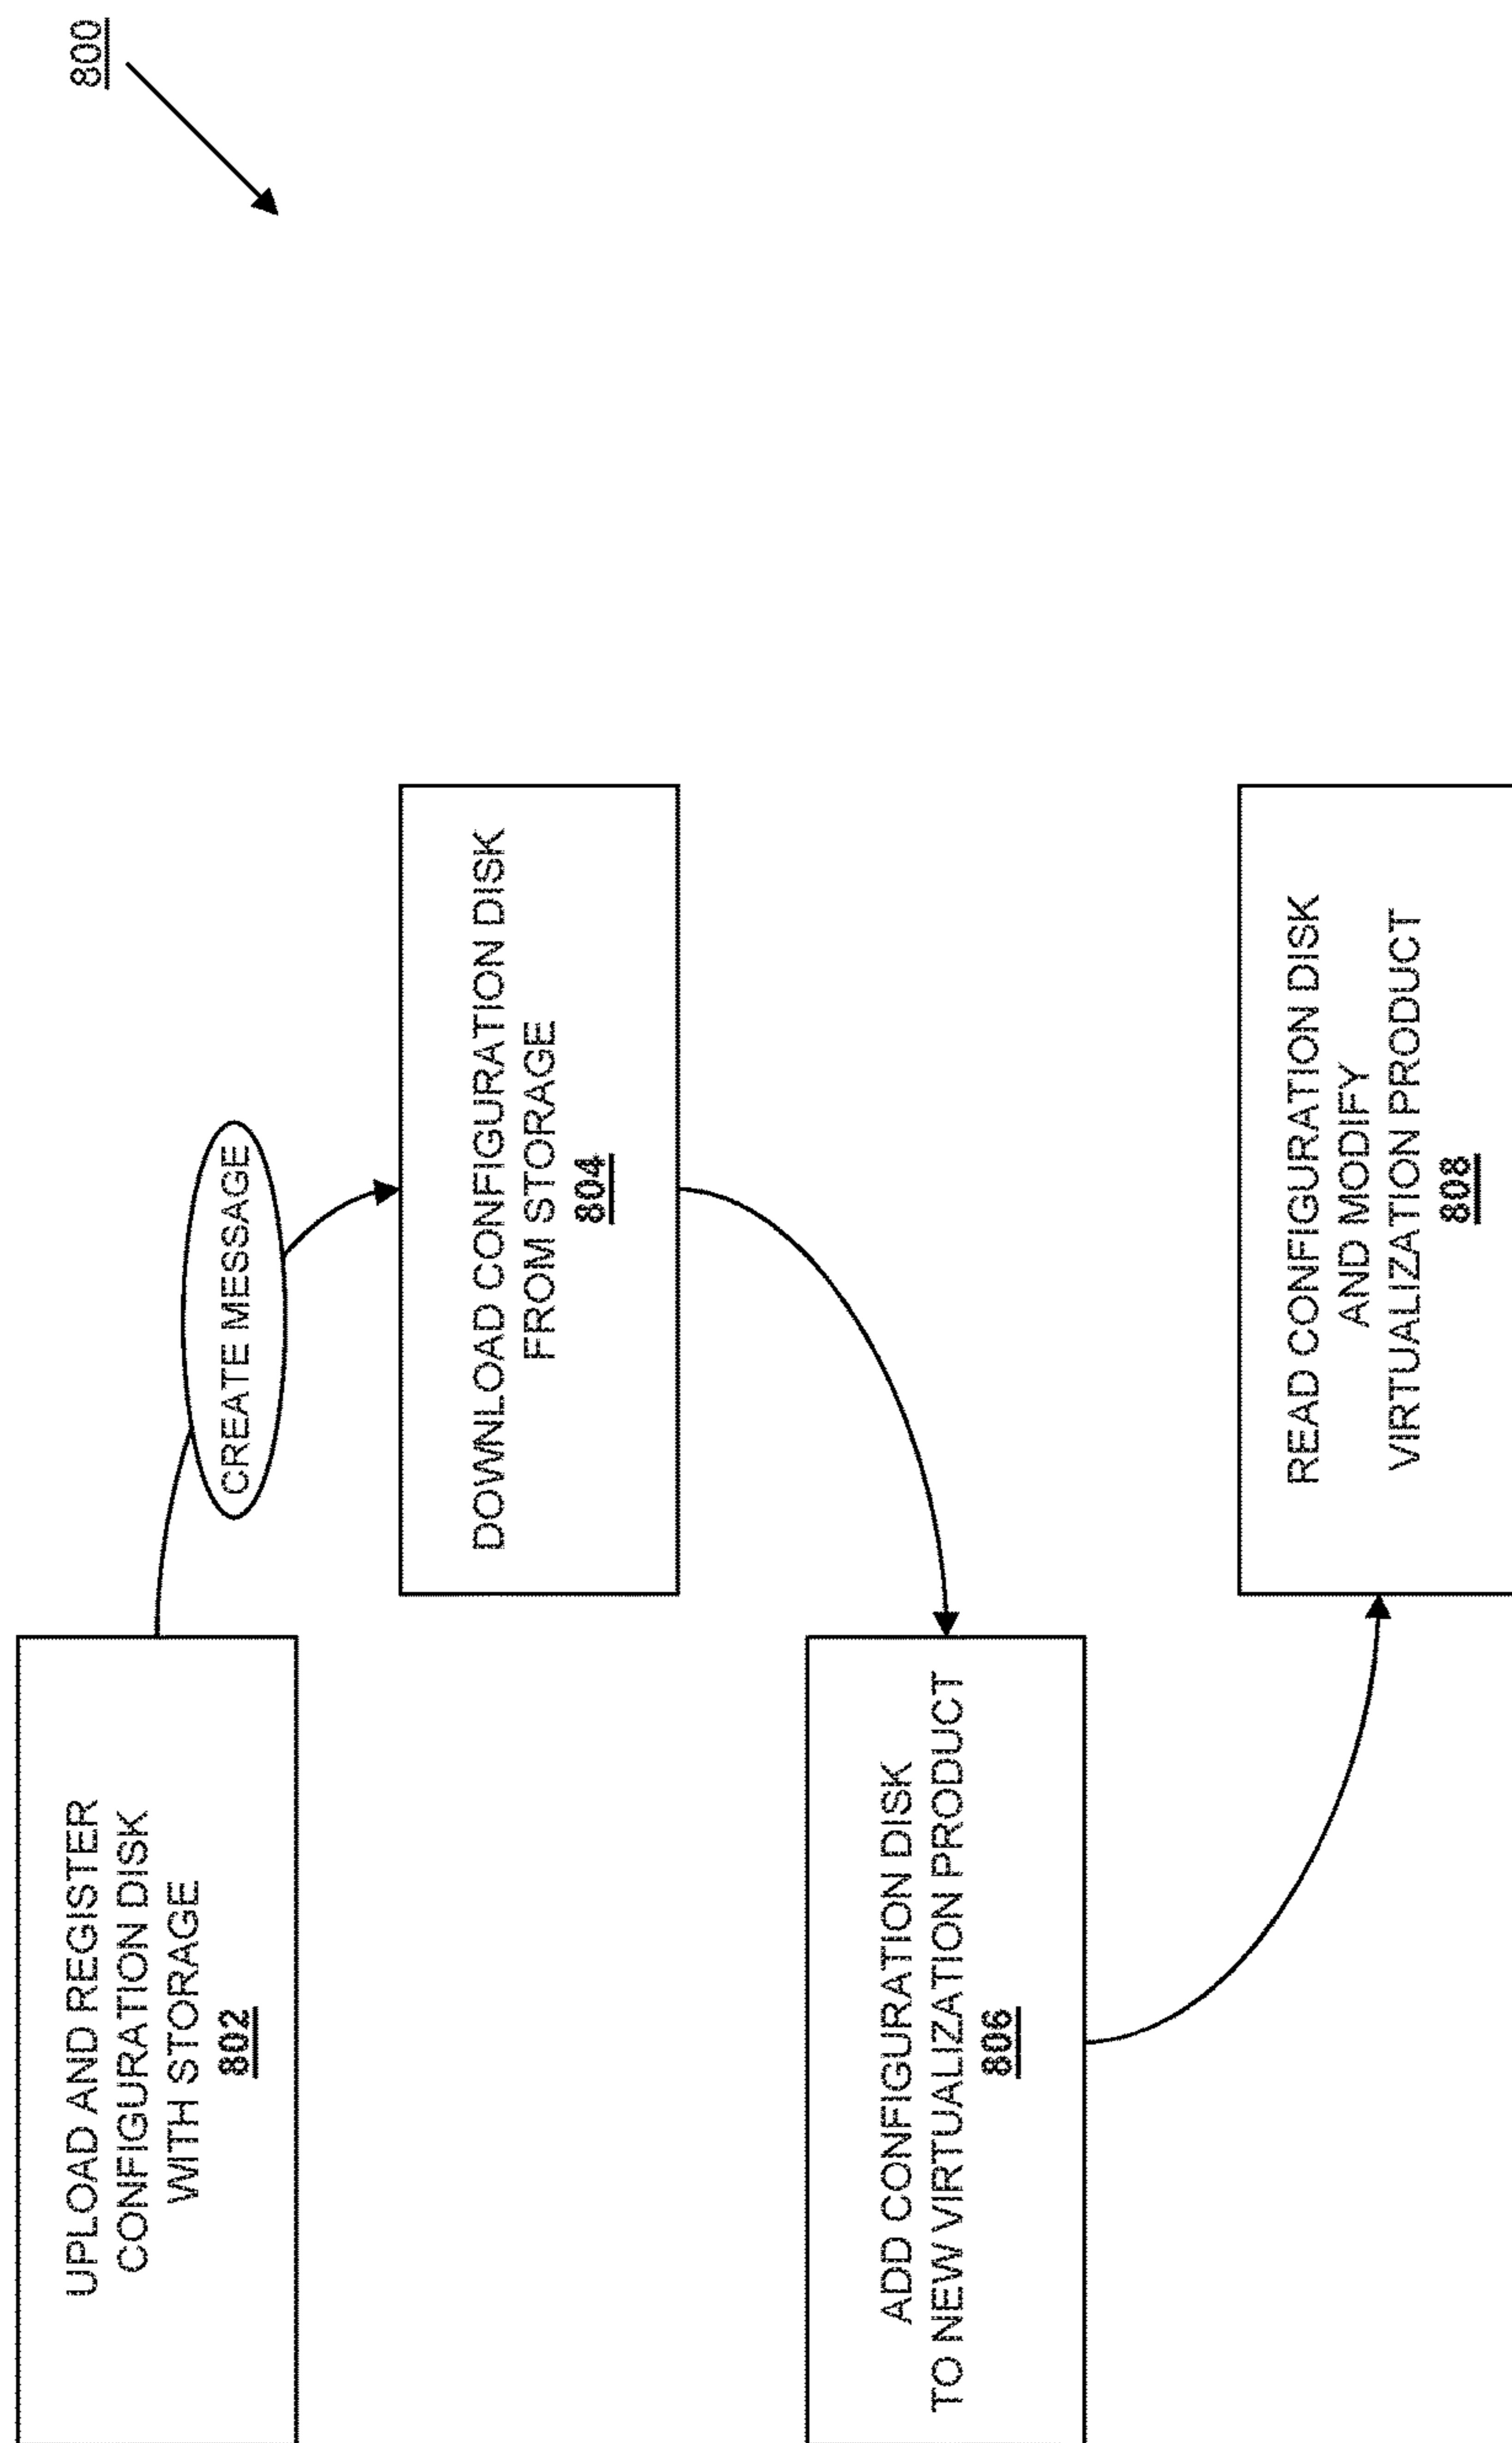 800
UPLOAD AND REGISTER
CONFIGURATION DISK
WITH STORAGE
802
CREATE MESSAGE
DOWNLOAD CONFIGURATION DISK
FROM STORAGE
804
ADD CONFIGURATION DISK
TO NEW VIRTUALIZATION PRODUCT
806
READ CONFIGURATION DISK
AND MODIFY
VIRTUALIZATION PRODUCT
808